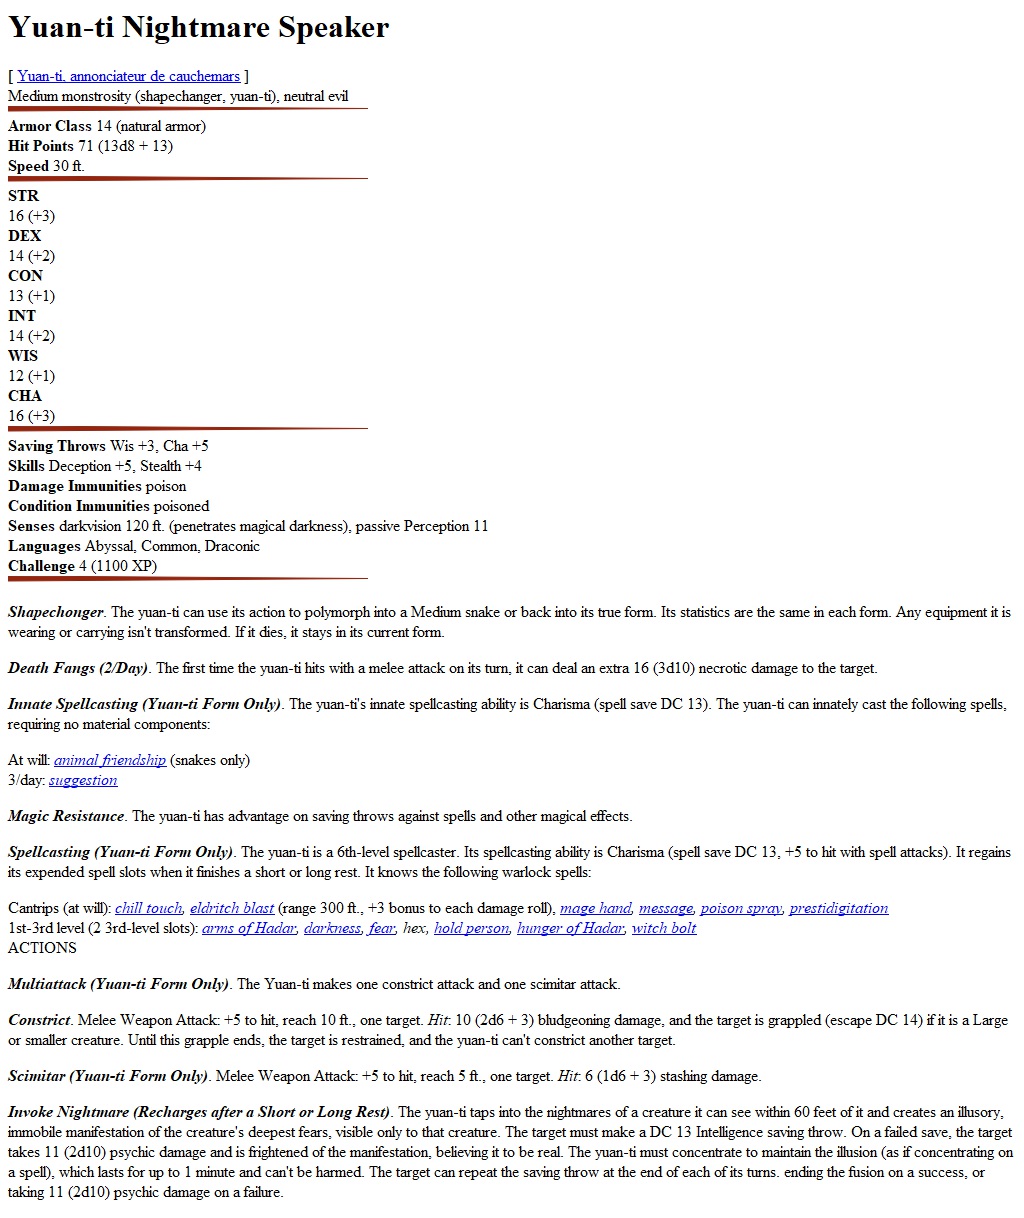 Yuan-ti Nightmare Speaker
[ Yuan-ti, annonciateur de cauchemars ]
Medium monstrosity (shapechanger, yuan-ti), neutral evil
Armor Class 14 (natural armor)
Hit Points 71 (13d8 + 13)
Speed 30 ft.
STR
16 (+3)
DEX
14 (+2)
CON
13 (+1)
INT
14 (+2)
WIS
12 (+1)
CHA
16 (+3)
Saving Throws Wis +3, Cha +5
Skills Deception +5, Stealth +4
Damage Immunities poison
Condition Immunities poisoned
Senses darkvision 120 ft. (penetrates magical darkness), passive Perception 11
Languages Abyssal, Common, Draconic
Challenge 4 (1100 XP)
Shapechonger. The yuan-ti can use its action to polymorph into a Medium snake or back into its true form. Its statistics are the same in each form. Any equipment it is
wearing or carrying isn't transformed. If it dies, it stays in its current form.
Death Fangs (2/Day). The first time the yuan-ti hits with a melee attack on its turn, it can deal an extra 16 (3d10) necrotic damage to the target.
Innate Spellcasting (Yuan-ti Form Only). The yuan-ti's innate spellcasting ability is Charisma (spell save DC 13). The yuan-ti can innately cast the following spells,
requiring no material components:
At will: animal friendship (snakes only)
3/day: suggestion
Magic Resistance. The yuan-ti has advantage on saving throws against spells and other magical effects.
Spellcasting (Yuan-ti Form Only). The yuan-ti is a 6th-level spellcaster. Its spellcasting ability is Charisma (spell save DC 13, +5 to hit with spell attacks). It regains
its expended spell slots when it finishes a short or long rest. It knows the following warlock spells:
Cantrips (at will): chill touch, eldritch blast (range 300 ft., +3 bonus to each damage roll), mage hand, message, poison spray, prestidigitation
1st-3rd level (2 3rd-level slots): arms of Hadar, darkness, fear, hex, hold person, hunger of Hadar, witch bolt
ACTIONS
Multiattack (Yuan-ti Form Only). The Yuan-ti makes one constrict attack and one scimitar attack.
Constrict. Melee Weapon Attack: +5 to hit, reach 10 ft., one target. Hit: 10 (2d6 + 3) bludgeoning damage, and the target is grappled (escape DC 14) if it is a Large
or smaller creature. Until this grapple ends, the target is restrained, and the yuan-ti can't constrict another target.
Scimitar (Yuan-ti Form Only). Melee Weapon Attack: +5 to hit, reach 5 ft., one target. Hit: 6 (1d6 + 3) stashing damage.
Invoke Nightmare (Recharges after a Short or Long Rest). The yuan-ti taps into the nightmares of a creature it can see within 60 feet of it and creates an illusory,
immobile manifestation of the creature's deepest fears, visible only to that creature. The target must make a DC 13 Intelligence saving throw. On a failed save, the target
takes 11 (2d10) psychic damage and is frightened of the manifestation, believing it to be real. The yuan-ti must concentrate to maintain the illusion (as if concentrating on
a spell), which lasts for up to 1 minute and can't be harmed. The target can repeat the saving throw at the end of each of its turns. ending the fusion on a success, or
taking 11 (2d10) psychic damage on a failure.